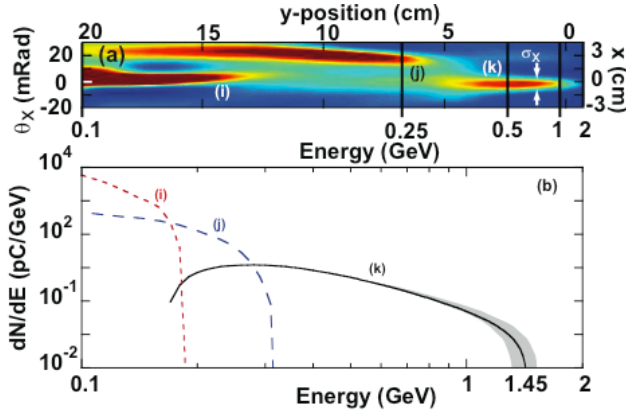 y-position (cm)
20 15 10 5 0
θx (mRad) 20 0 -20
(a) (i) (j) (k) σx
3 0 -3 x (cm)
0.1 0.25 0.5 1 2
Energy (GeV)
dN/dE (pC/GeV)
10^4
10^2
10^-1
10^-2
(i) (j) (k) (b)
0.1 1 1.45 2
Energy (GeV)